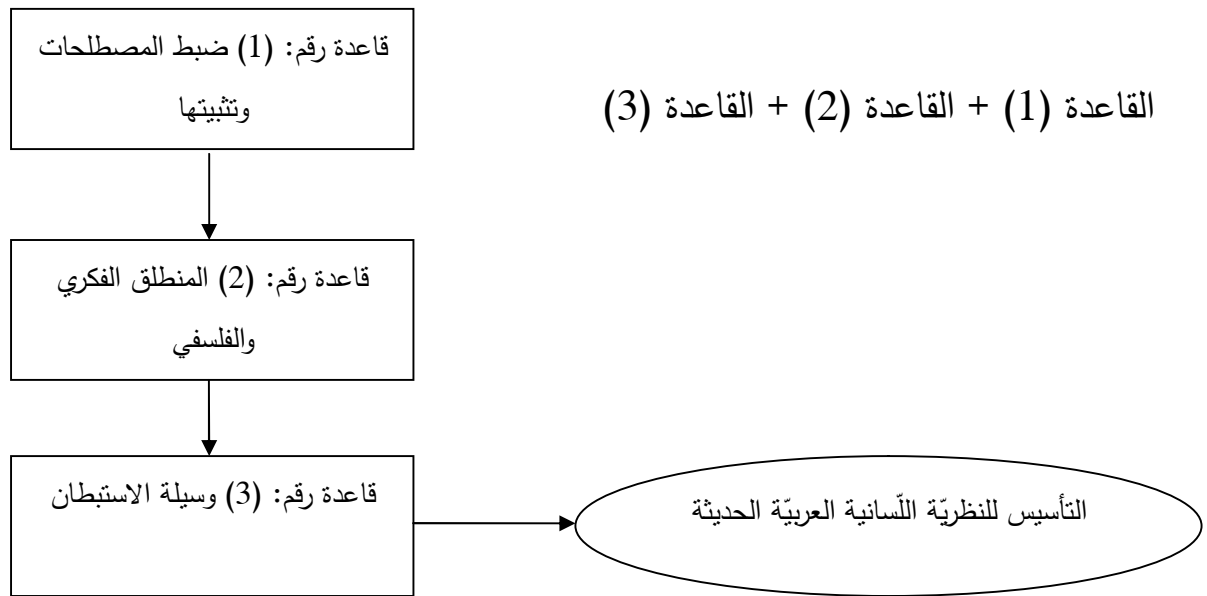 قاعدة رقم: (1) ضبط المصطلحات
وتثبيتها
القاعدة (1) + القاعدة (2) + القاعدة (3)
قاعدة رقم: (2) المنطلق الفكري
والفلسفي
قاعدة رقم: (3) وسيلة الاستبطان
التأسيس للنظريّة اللّسانية العربيّة الحديثة